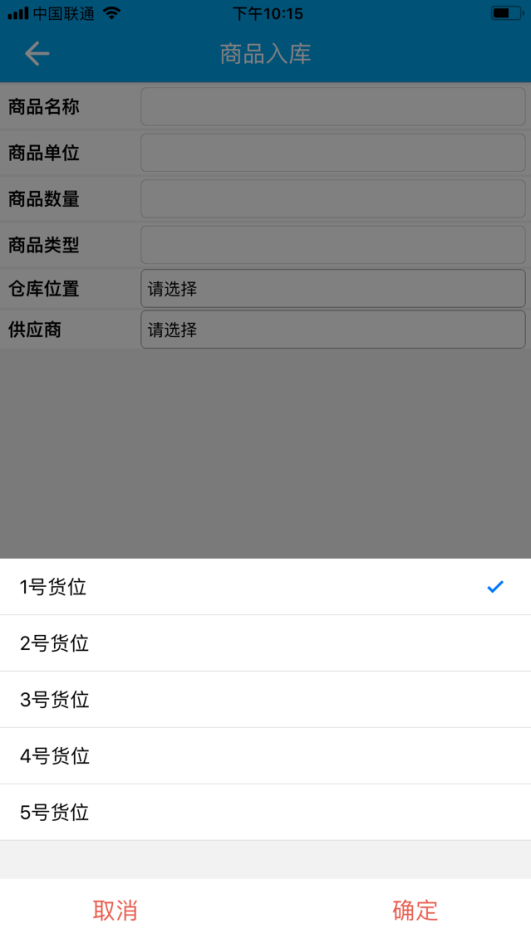 中国联通 下午10:15
商品入库
商品名称
商品单位
商品数量
商品类型
仓库位置 请选择
供应商 请选择
1号货位
2号货位
3号货位
4号货位
5号货位
取消 确定